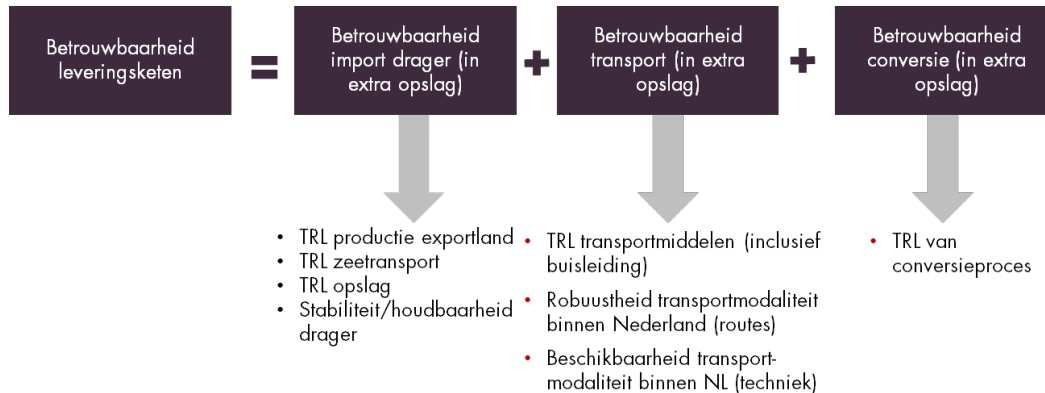 Betrouwbaarheid
leveringsketen
=
Betrouwbaarheid
import drager (in
extra opslag)
+
Betrouwbaarheid
transport (in extra
opslag)
+
Betrouwbaarheid
conversie (in extra
opslag)
• TRL productie exportland
• TRL zeetransport
• TRL opslag
• Stabiliteit/houdbaarheid
drager
• TRL transportmiddelen (inclusief
buisleiding)
• Robuustheid transportmodaliteit
binnen Nederland (routes)
• Beschikbaarheid transport-
modaliteit binnen NL (techniek)
• TRL van
conversieproces